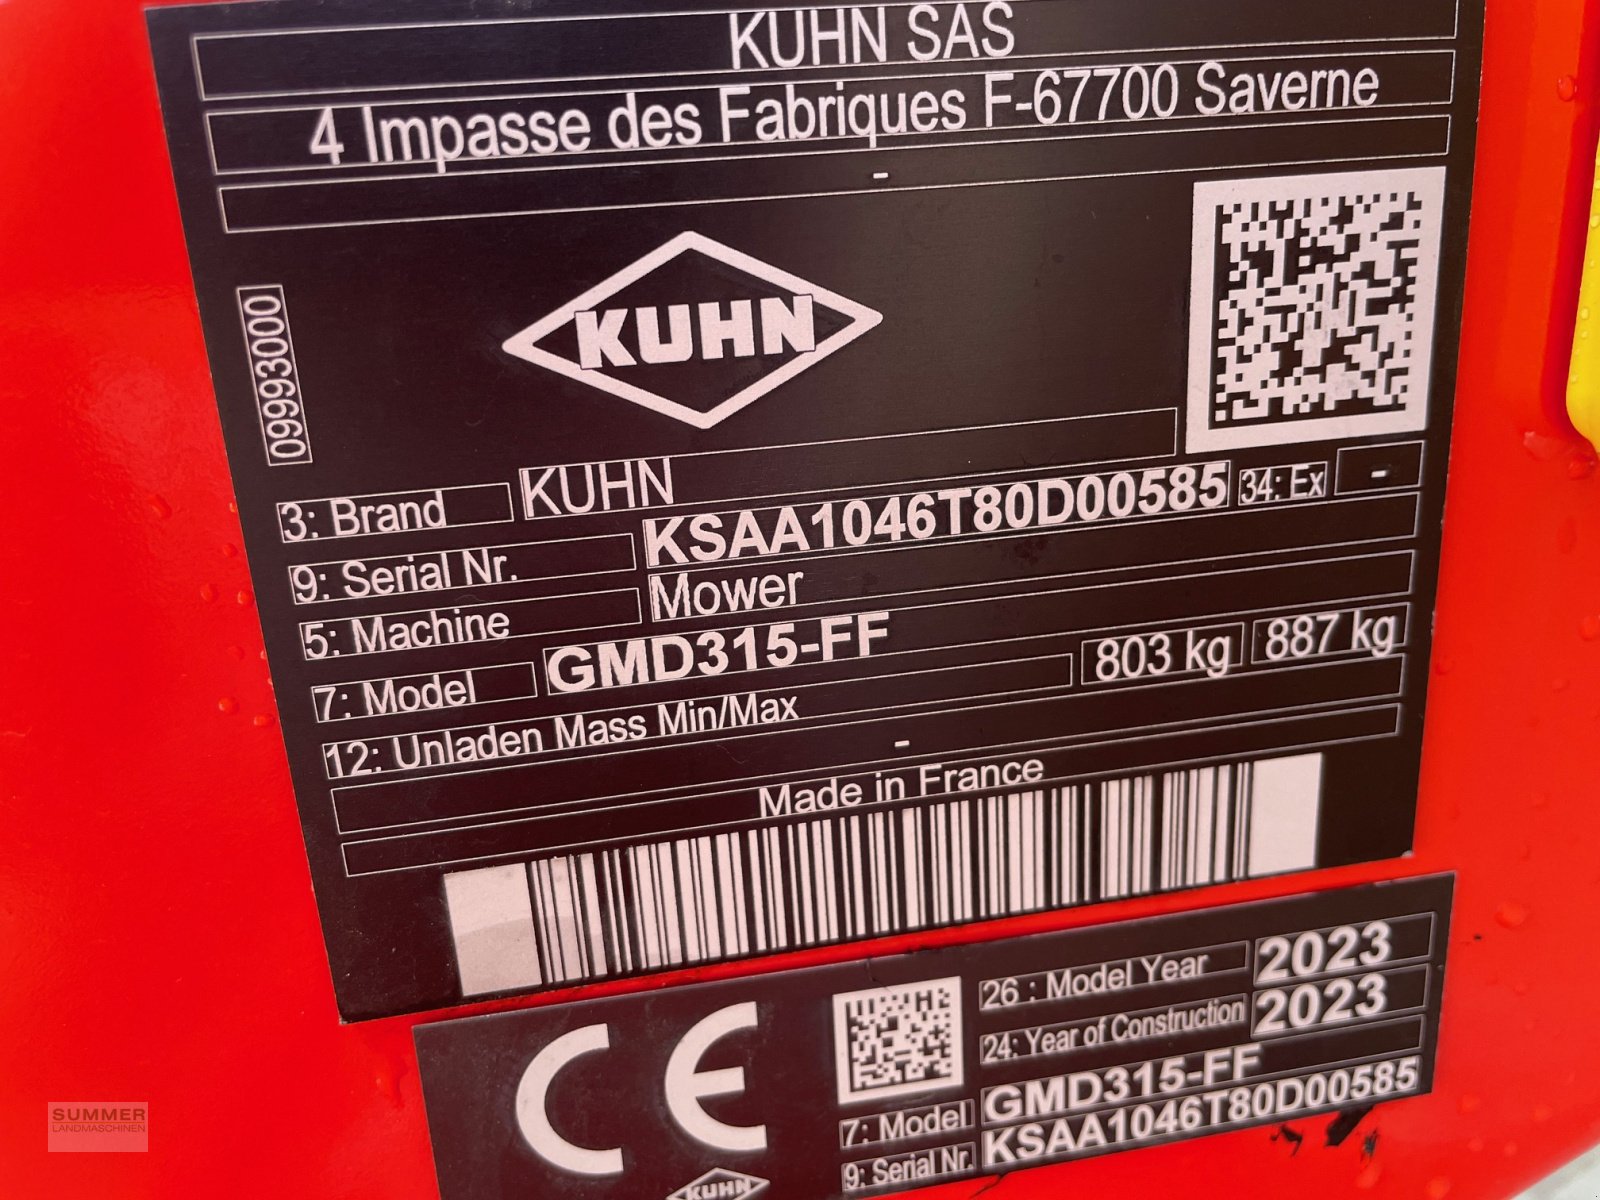 KUHN SAS
4 Impasse des Fabriques F-67700 Saverne
-
09993000
KUHN
3: Brand KUHN
9: Serial Nr. KSAA1046T80D00585 34: Ex -
5: Machine Mower
7: Model GMD315-FF
12: Unladen Mass Min/Max 803 kg 887 kg
-
Made in France
CE
26 : Model Year 2023
24: Year of Construction 2023
7: Model GMD315-FF
9: Serial Nr. KSAA1046T80D00585
KUHN
SUMMER
LANDMASCHINEN